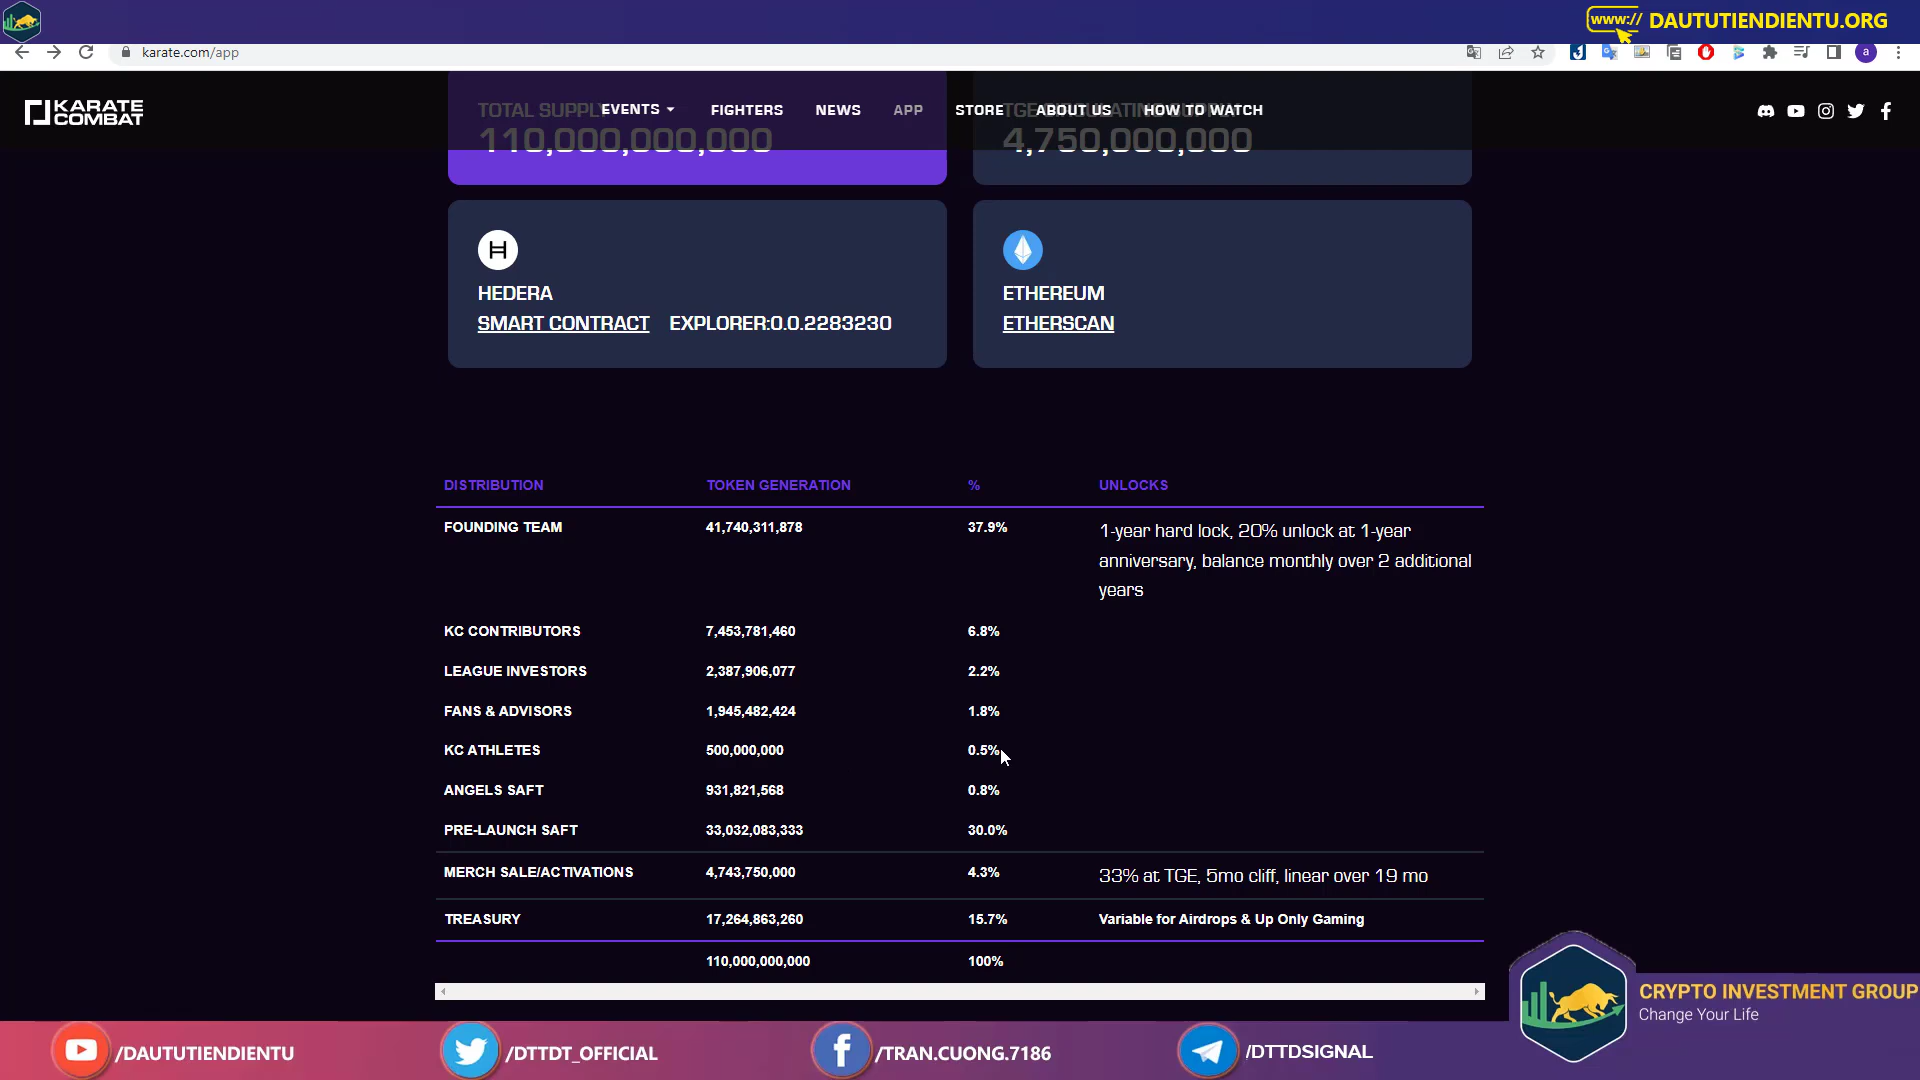 www:// DAUTUTIENDIENTU.ORG
karate.com/app
a
KARATE COMBAT
EVENTS FIGHTERS NEWS APP STORE ABOUT US HOW TO WATCH
TOTAL SUPPLY
110,000,000,000
TGE CIRCULATING SUPPLY
4,750,000,000
HEDERA
SMART CONTRACT EXPLORER:0.0.2283230
ETHEREUM
ETHERSCAN
DISTRIBUTION TOKEN GENERATION % UNLOCKS
FOUNDING TEAM 41,740,311,878 37.9% 1-year hard lock, 20% unlock at 1-year
anniversary, balance monthly over 2 additional
years
KC CONTRIBUTORS 7,453,781,460 6.8%
LEAGUE INVESTORS 2,387,906,077 2.2%
FANS & ADVISORS 1,945,482,424 1.8%
KC ATHLETES 500,000,000 0.5%
ANGELS SAFT 931,821,568 0.8%
PRE-LAUNCH SAFT 33,032,083,333 30.0%
MERCH SALE/ACTIVATIONS 4,743,750,000 4.3% 33% at TGE, 5mo cliff, linear over 19 mo
TREASURY 17,264,863,260 15.7% Variable for Airdrops & Up Only Gaming
110,000,000,000 100%
CRYPTO INVESTMENT GROUP
Change Your Life
/DAUTUTIENDIENTU /DTTDT_OFFICIAL /TRAN.CUONG.7186 /DTTDSIGNAL